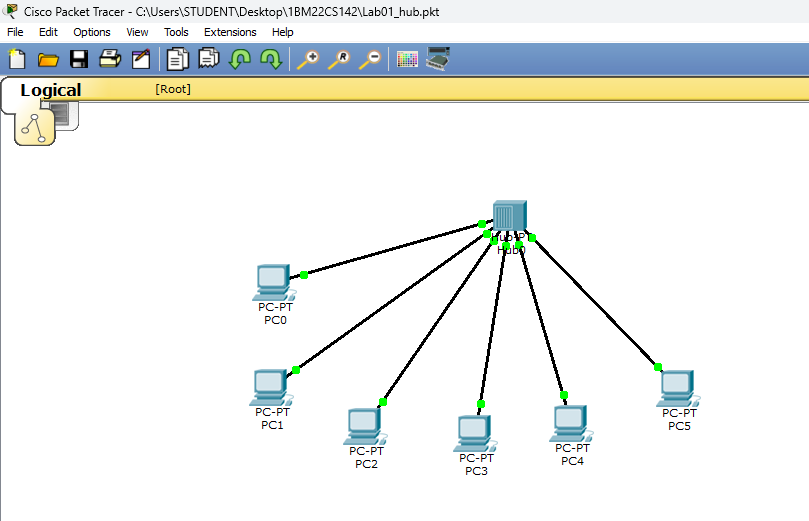 Cisco Packet Tracer - C:\Users\STUDENT\Desktop\1BM22CS142\Lab01_hub.pkt
File Edit Options View Tools Extensions Help
R
Logical [Root]
Hub-PT
Hub0
PC-PT
PC0
PC-PT
PC1
PC-PT
PC2
PC-PT
PC3
PC-PT
PC4
PC-PT
PC5